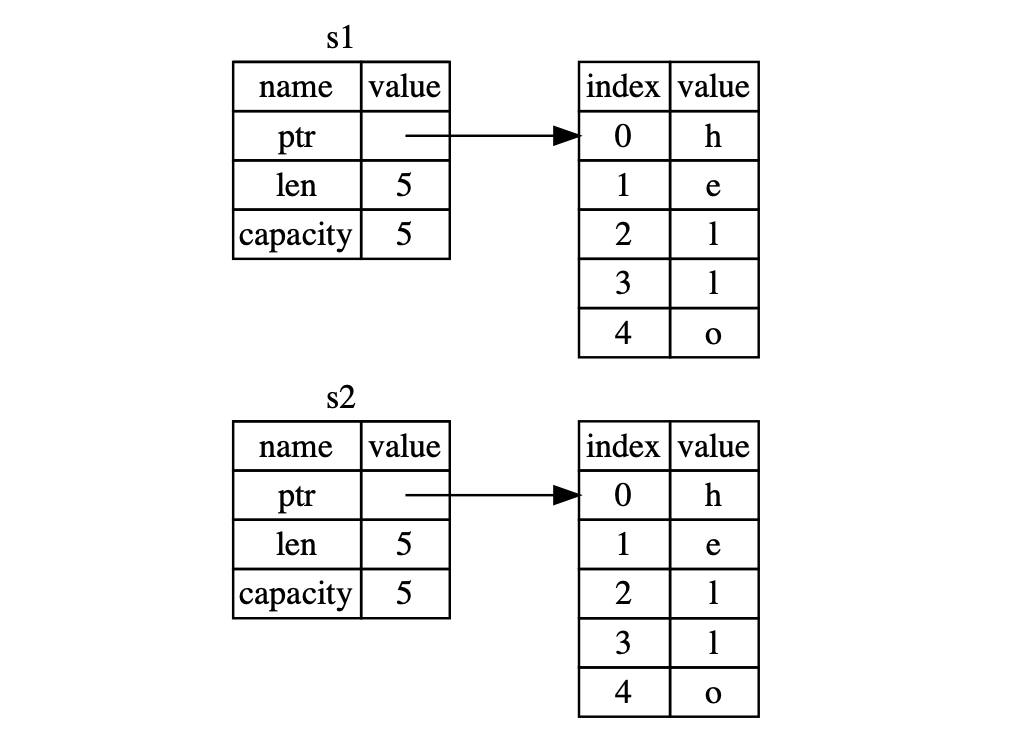 s1
name value
ptr
len 5
capacity 5
index value
0 h
1 e
2 l
3 l
4 o
s2
name value
ptr
len 5
capacity 5
index value
0 h
1 e
2 l
3 l
4 o